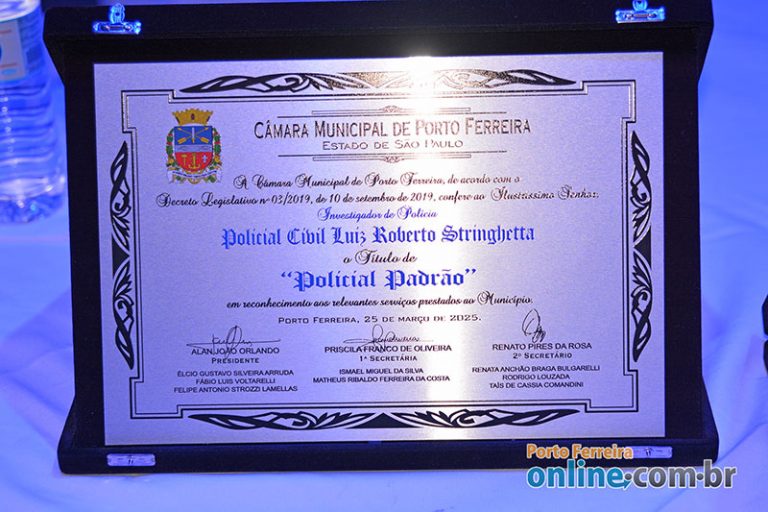 CÂMARA MUNICIPAL DE PORTO FERREIRA
ESTADO DE SÃO PAULO
A Câmara Municipal de Porto Ferreira, de acordo com o
Decreto Legislativo nº 03/2019, de 10 de setembro de 2019, confere ao Ilustríssimo Senhor,
Investigador de Polícia
Policial Civil Luiz Roberto Stringhetta
o Título de
“Policial Padrão”
em reconhecimento aos relevantes serviços prestados ao Município.
PORTO FERREIRA, 25 DE MARÇO DE 2025.
ALAN JOÃO ORLANDO PRISCILA FRANCO DE OLIVEIRA RENATO PIRES DA ROSA
PRESIDENTE 1ª SECRETÁRIA 2º SECRETÁRIO
ÉLCIO GUSTAVO SILVEIRA ARRUDA ISMAEL MIGUEL DA SILVA RENATA ANCHÃO BRAGA BULGARELLI
FÁBIO LUIS VOLTARELLI MATHEUS RIBALDO FERREIRA DA COSTA RODRIGO LOUZADA
FELIPE ANTONIO STROZZI LAMELLAS TAÍS DE CASSIA COMANDINI
Porto Ferreira
online.com.br